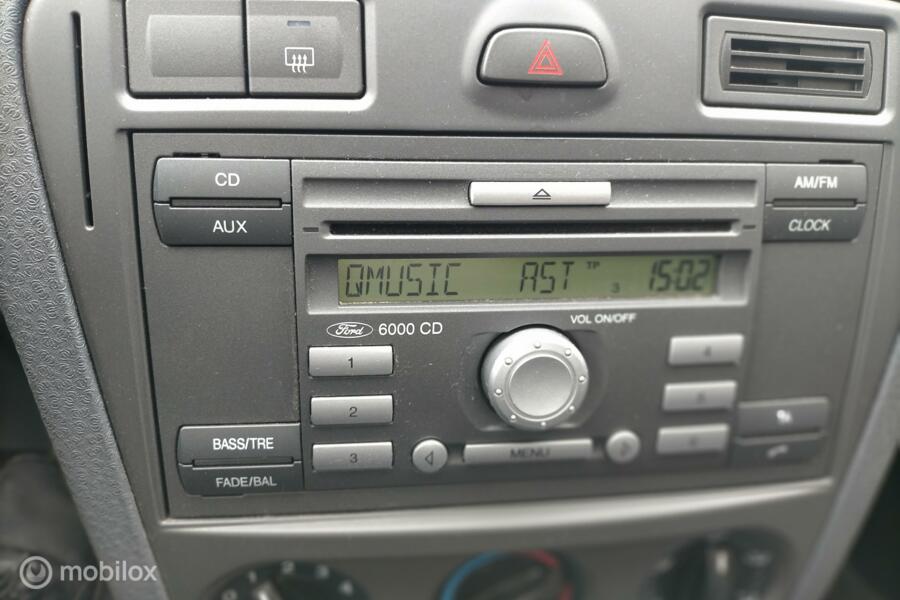 CD
AUX
AM/FM
CLOCK
QMUSIC AST TP 3 15:02
Ford 6000 CD
VOL ON/OFF
1
2
3
4
5
6
BASS/TRE
FADE/BAL
MENU
mobilox